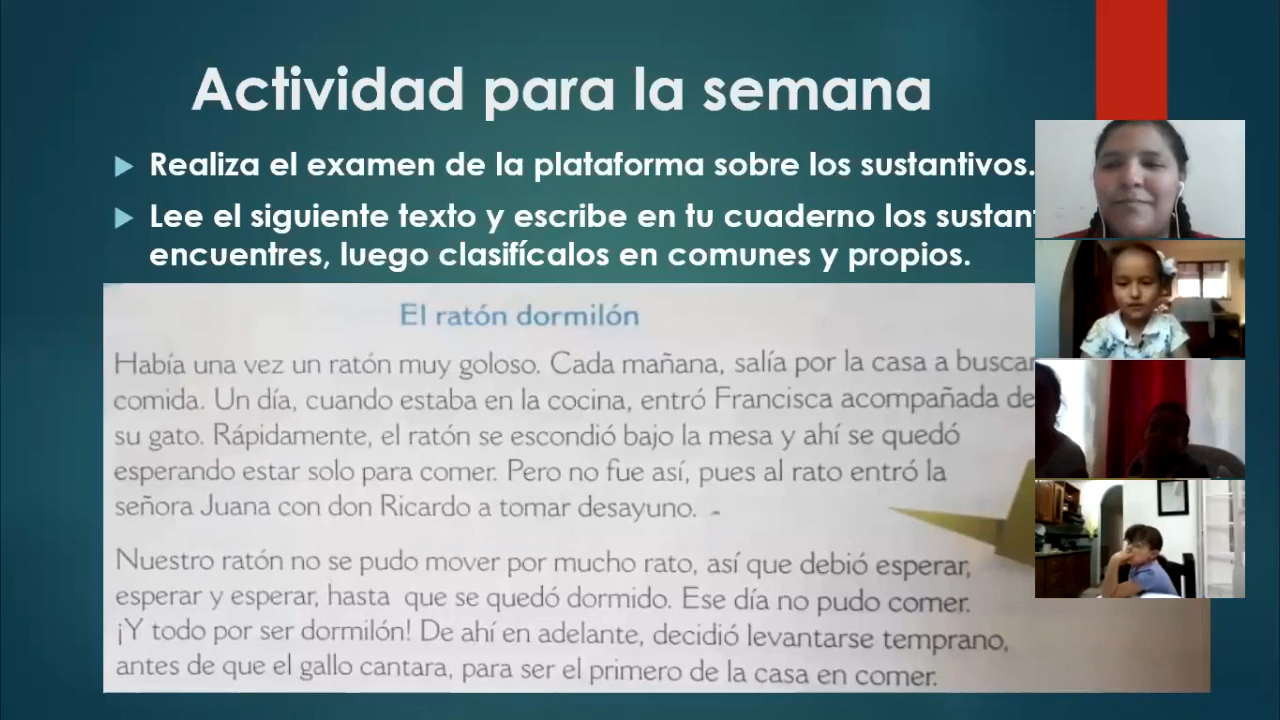 Actividad para la semana
Realiza el examen de la plataforma sobre los sustantivos.
Lee el siguiente texto y escribe en tu cuaderno los
encuentres, luego clasifícalos en comunes y propios.
El ratón dormilón
Había una vez un ratón muy goloso. Cada mañana, salía por la casa a buscar
comida. Un día, cuando estaba en la cocina, entró Francisca acompañada de
su gato. Rápidamente, el ratón se escondió bajo la mesa y ahí se quedó
esperando estar solo para comer. Pero no fue así, pues al rato entró la
señora Juana con don Ricardo a tomar desayuno.
Nuestro ratón no se pudo mover por mucho rato, así que debió esperar,
esperar y esperar, hasta que se quedó dormido. Ese día no pudo comer.
¡Y todo por ser dormilón! De ahí en adelante, decidió levantarse temprano,
antes de que el gallo cantara, para ser el primero de la casa en comer.